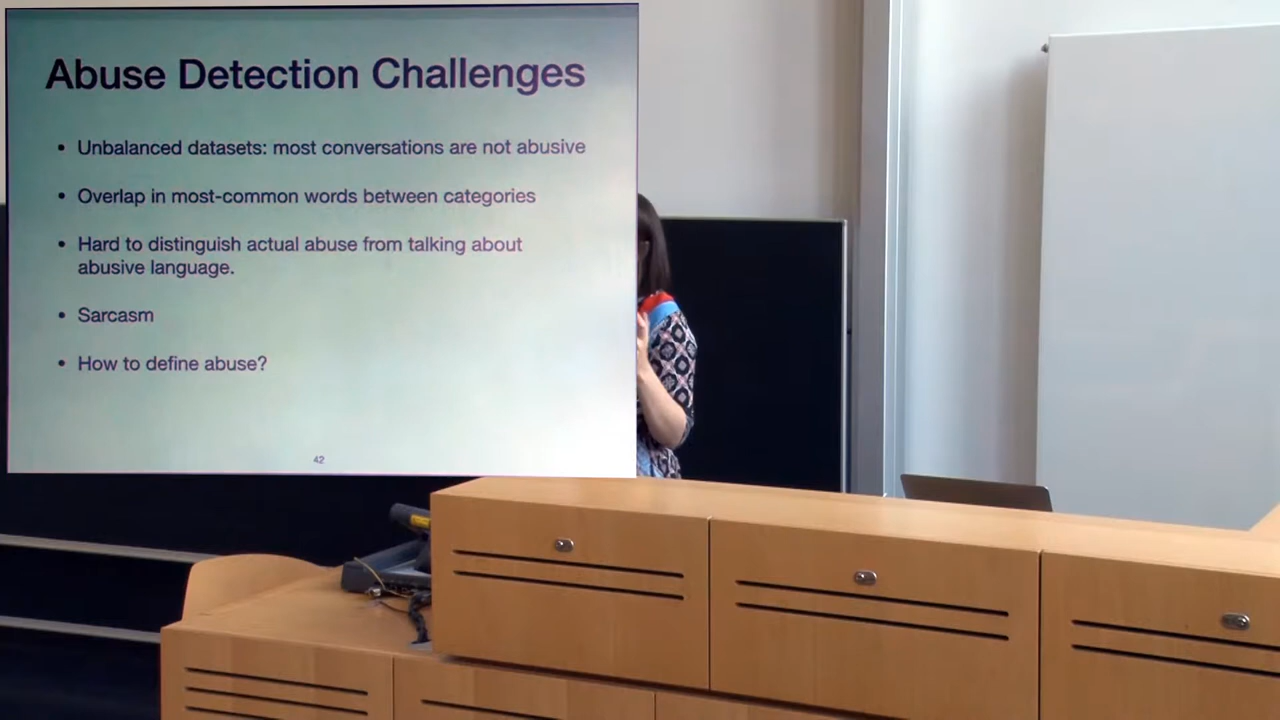 Abuse Detection Challenges
• Unbalanced datasets: most conversations are not abusive
• Overlap in most-common words between categories
• Hard to distinguish actual abuse from talking about
abusive language.
• Sarcasm
• How to define abuse?
42